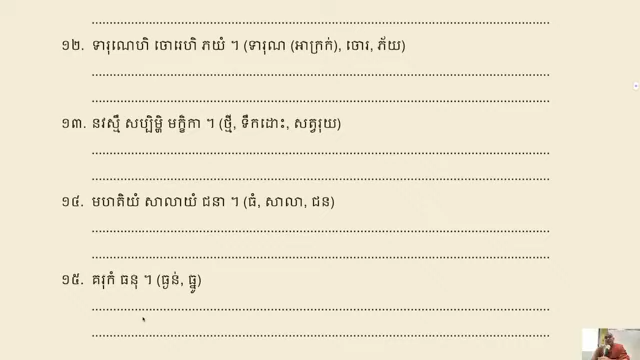 ១២. ទារុណេហិ ចោរេហិ ភយំ ។ (ទារុណ (អាក្រក់), ចោរ, ភ័យ)
១៣. នវស្មឹ សប្បិម្ហិ មក្ខិកា ។ (ថ្មី, ទឹកដោះ, សត្វរុយ)
១៤. មហតិយំ សាលាយំ ជនា ។ (ធំ, សាលា, ជន)
១៥. គរុកំ ធនុ ។ (ធ្ងន់, ធ្នូ)